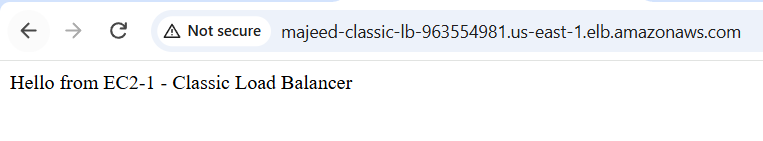 Not secure majeed-classic-lb-963554981.us-east-1.elb.amazonaws.com
Hello from EC2-1 - Classic Load Balancer